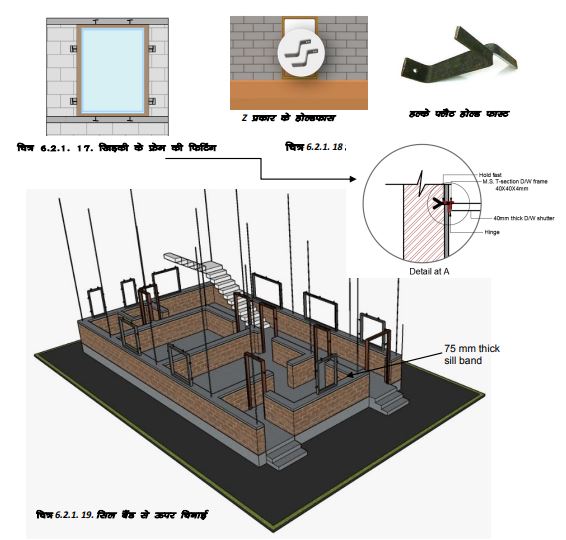 Z प्रकार के होल्डफास
हल्के फ्लैट होल्ड फास्ट
चित्र 6.2.1. 17. खिड़की के फ्रेम की फिटिंग
चित्र 6.2.1. 18.
Hold fast
M.S. T-section D/W frame
40X40X4mm
40mm thick D/W shutter
Hinge
Detail at A
75 mm thick
sill band
चित्र 6.2.1. 19. सिल बैंड से ऊपर चिनाई